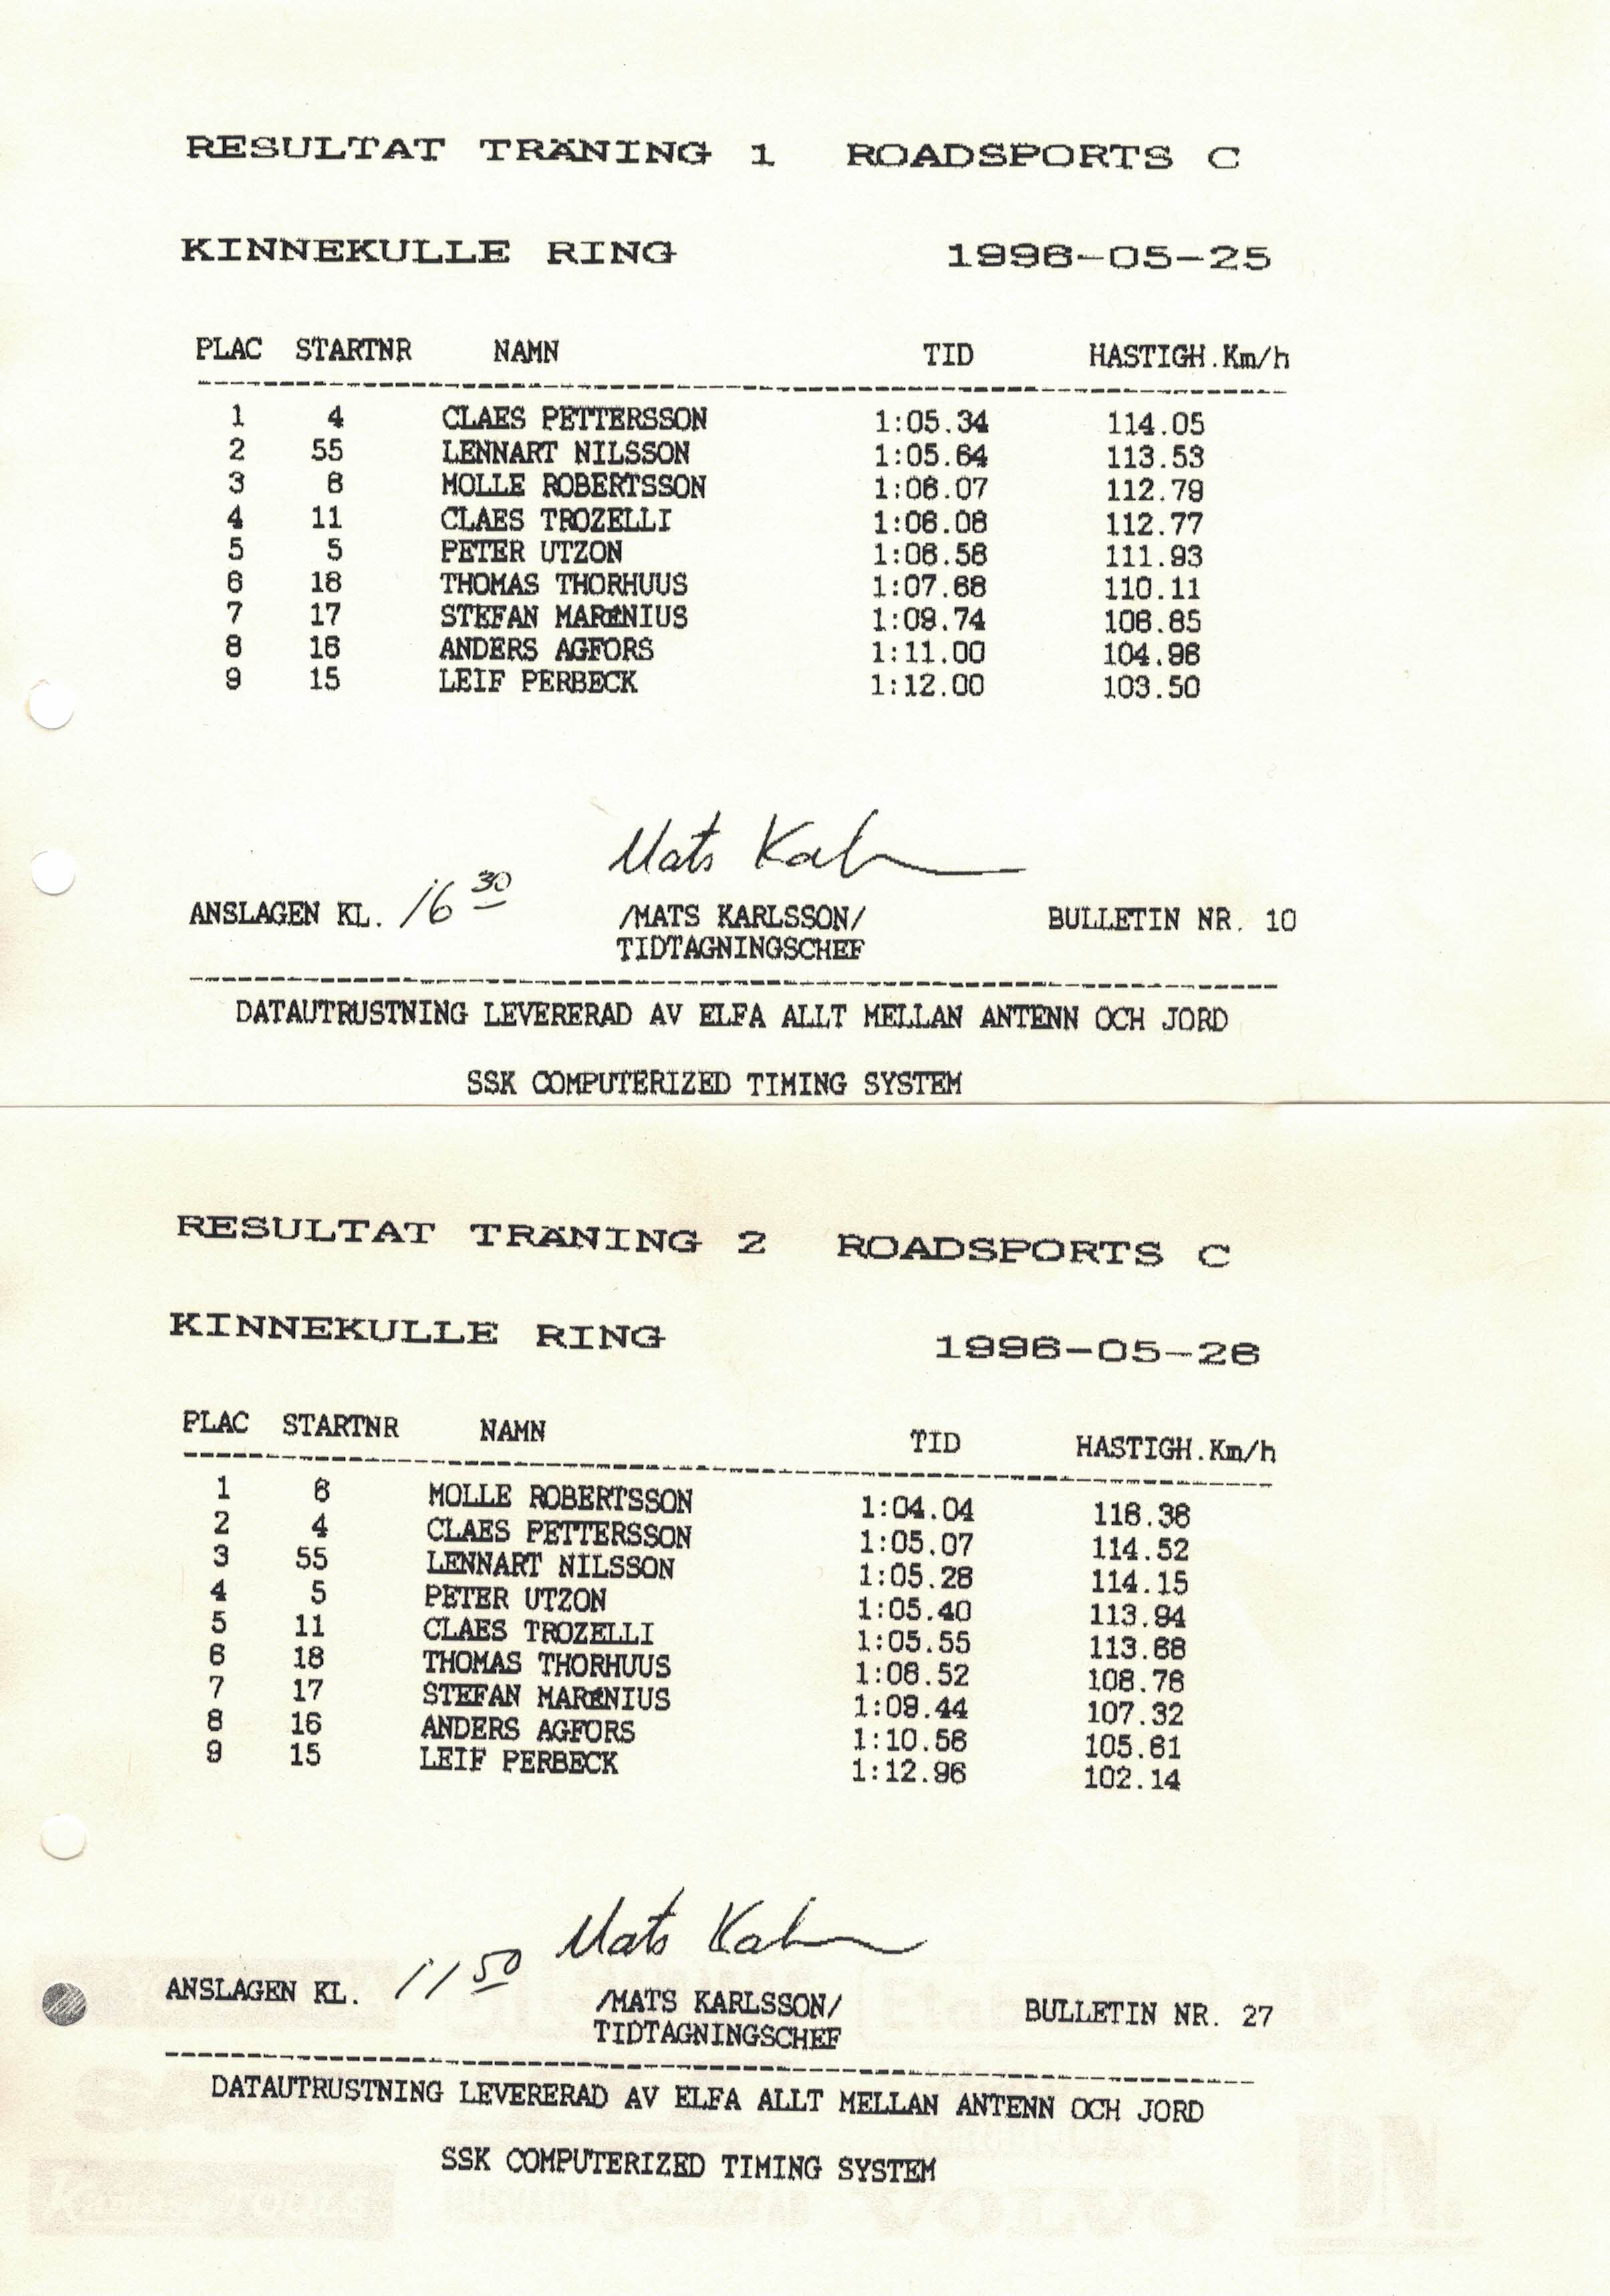 RESULTAT TRÄNING 1 ROADSPORTS C
KINNEKULLE RING 1996-05-25
PLAC STARTNR NAMN TID HASTIGH.Km/h
1 4 CLAES PETTERSSON 1:05.34 114.05
2 55 LENNART NILSSON 1:05.64 113.53
3 6 MOLLE ROBERTSSON 1:06.07 112.79
4 11 CLAES TROZELLI 1:06.08 112.77
5 5 PETER UTZON 1:06.58 111.93
6 18 THOMAS THORHUUS 1:07.68 110.11
7 17 STEFAN MARéNIUS 1:09.74 106.85
8 16 ANDERS AGFORS 1:11.00 104.96
9 15 LEIF PERBECK 1:12.00 103.50
Mats Kal
ANSLAGEN KL. 16 30 /MATS KARLSSON/ BULLETIN NR. 10
TIDTAGNINGSCHEF
DATAUTRUSTNING LEVERERAD AV ELFA ALLT MELLAN ANTENN OCH JORD
SSK COMPUTERIZED TIMING SYSTEM
RESULTAT TRÄNING 2 ROADSPORTS C
KINNEKULLE RING 1996-05-26
PLAC STARTNR NAMN TID HASTIGH.Km/h
1 6 MOLLE ROBERTSSON 1:04.04 116.36
2 4 CLAES PETTERSSON 1:05.07 114.52
3 55 LENNART NILSSON 1:05.28 114.15
4 5 PETER UTZON 1:05.40 113.94
5 11 CLAES TROZELLI 1:05.55 113.68
6 18 THOMAS THORHUUS 1:08.52 108.76
7 17 STEFAN MARéNIUS 1:09.44 107.32
8 16 ANDERS AGFORS 1:10.56 105.61
9 15 LEIF PERBECK 1:12.96 102.14
Mats Kal
ANSLAGEN KL. 11 50 /MATS KARLSSON/ BULLETIN NR. 27
TIDTAGNINGSCHEF
DATAUTRUSTNING LEVERERAD AV ELFA ALLT MELLAN ANTENN OCH JORD
SSK COMPUTERIZED TIMING SYSTEM